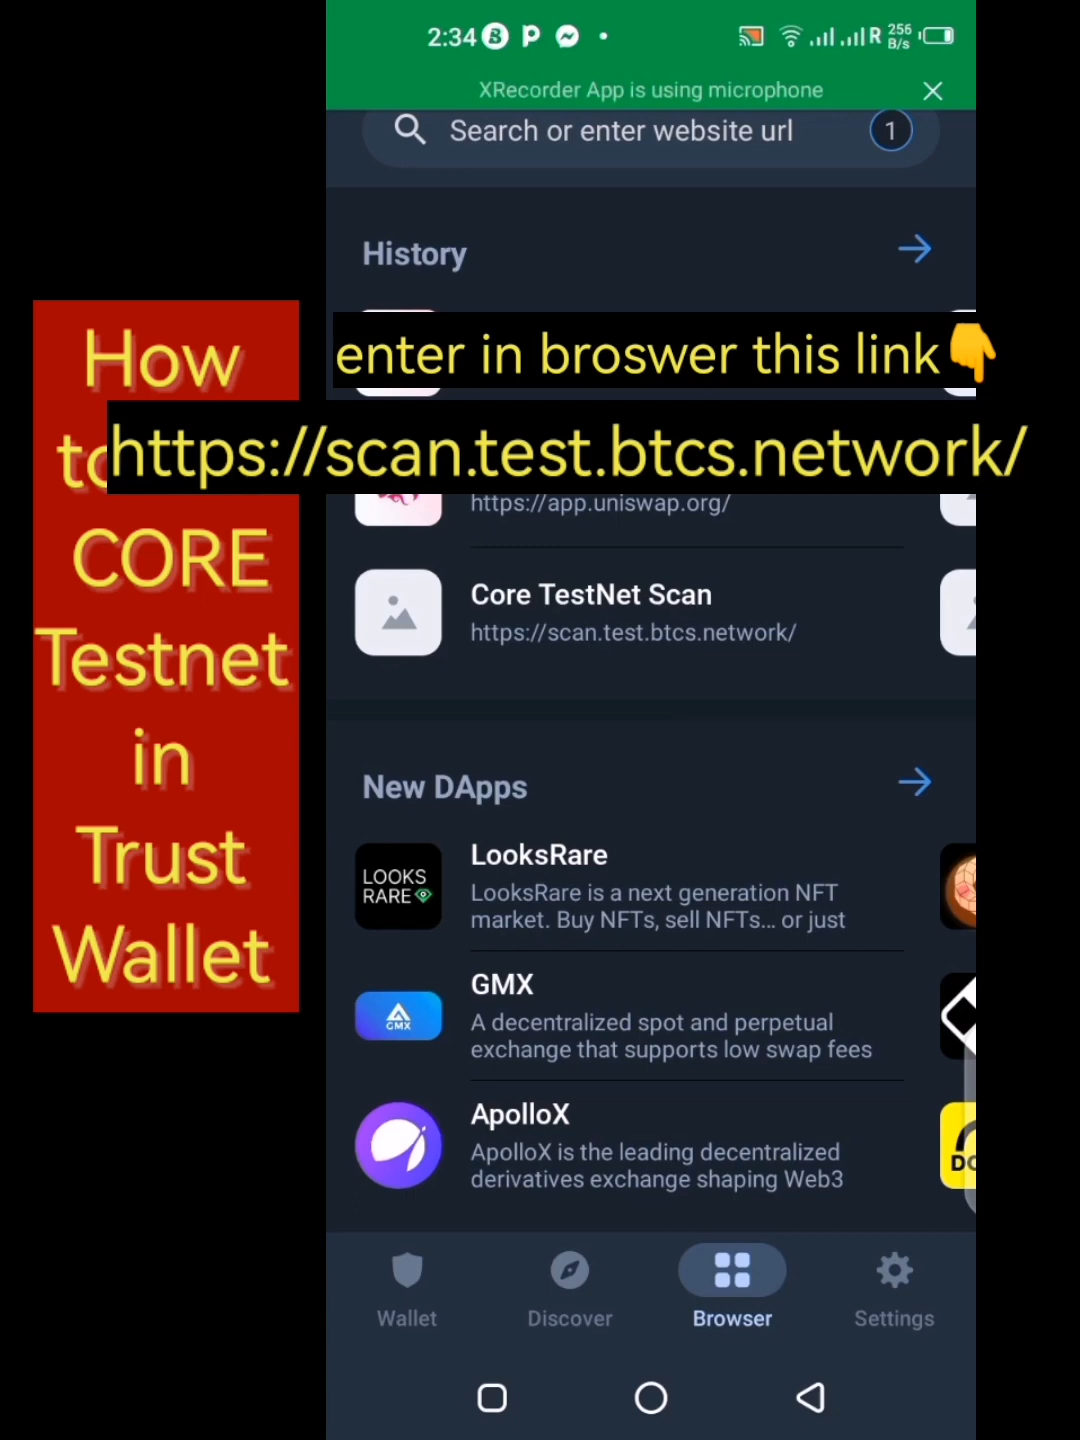 2:34
R
256
B/s
XRecorder App is using microphone
Search or enter website url
1
History
How
enter in broswer this link👇
https://scan.test.btcs.network/
https://app.uniswap.org/
CORE
Testnet
in
Trust
Wallet
Core TestNet Scan
https://scan.test.btcs.network/
New DApps
LOOKS
RARE
LooksRare
LooksRare is a next generation NFT
market. Buy NFTs, sell NFTs... or just
GMX
GMX
A decentralized spot and perpetual
exchange that supports low swap fees
ApolloX
ApolloX is the leading decentralized
derivatives exchange shaping Web3
Wallet
Discover
Browser
Settings